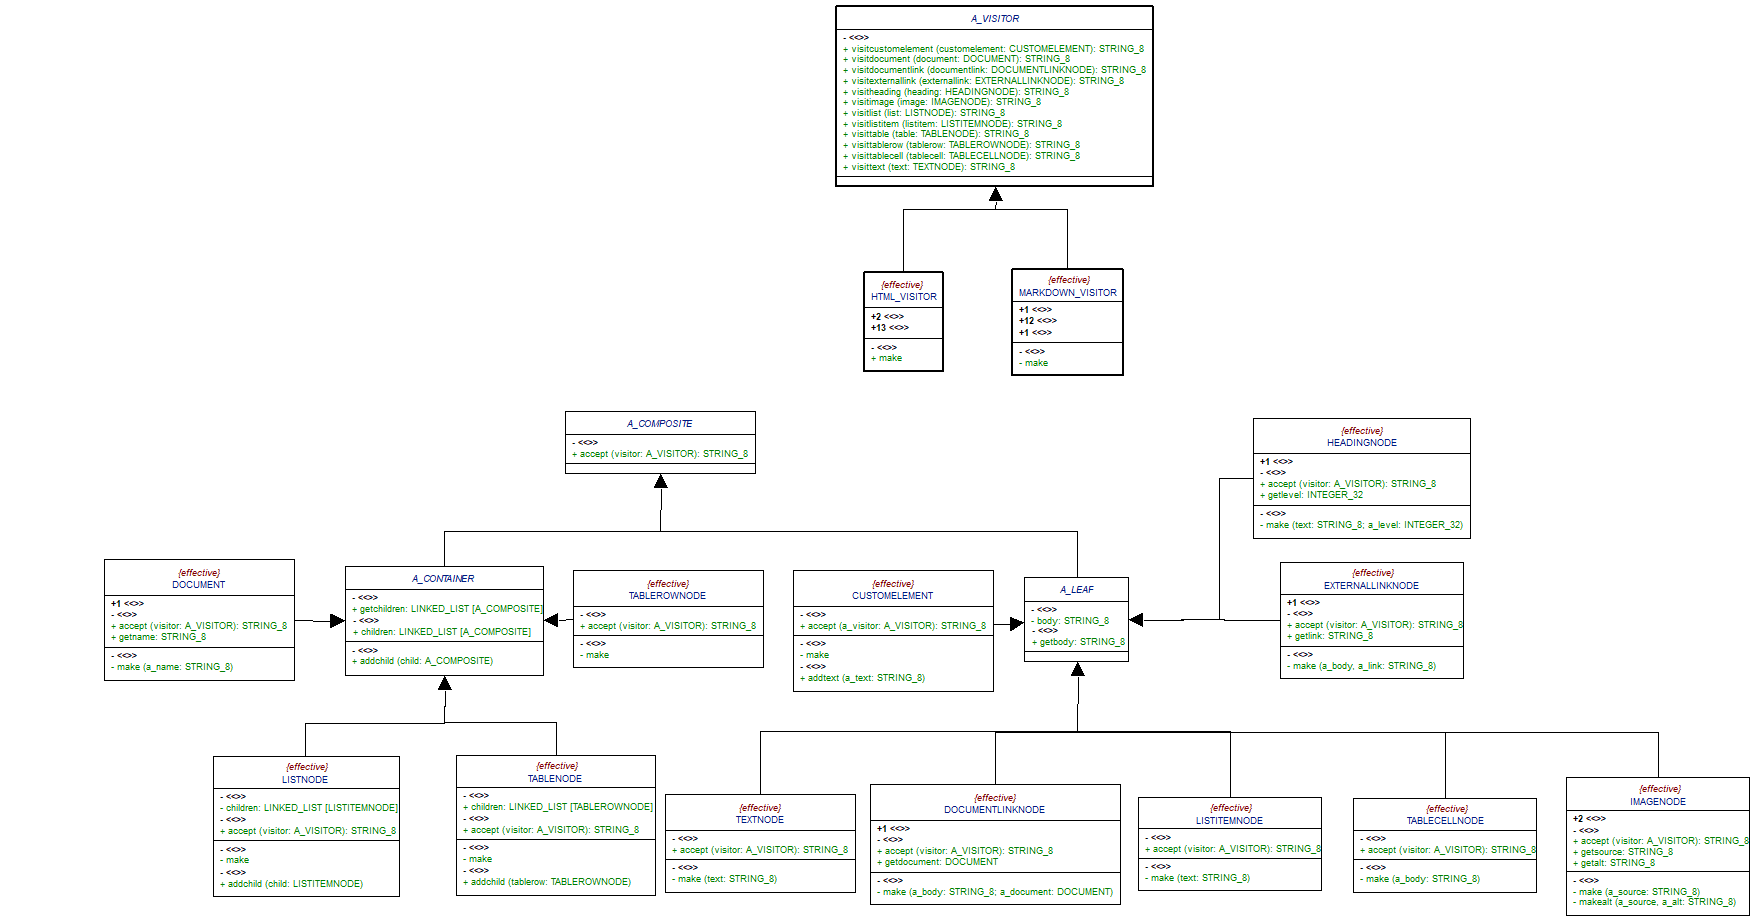 A_VISITOR
- <<>>
+ visitcustomelement (customelement: CUSTOMELEMENT): STRING_8
+ visitdocument (document: DOCUMENT): STRING_8
+ visitdocumentlink (documentlink: DOCUMENTLINKNODE): STRING_8
+ visitexternallink (externallink: EXTERNALLINKNODE): STRING_8
+ visitheading (heading: HEADINGNODE): STRING_8
+ visitimage (image: IMAGENODE): STRING_8
+ visitlist (list: LISTNODE): STRING_8
+ visitlistitem (listitem: LISTITEMNODE): STRING_8
+ visittable (table: TABLENODE): STRING_8
+ visittablerow (tablerow: TABLEROWNODE): STRING_8
+ visittablecell (tablecell: TABLECELLNODE): STRING_8
+ visittext (text: TEXTNODE): STRING_8
{effective}
HTML_VISITOR
+2 <<>>
+13 <<>>
- <<>>
+ make
{effective}
MARKDOWN_VISITOR
+1 <<>>
+12 <<>>
+1 <<>>
- <<>>
- make
A_COMPOSITE
- <<>>
+ accept (visitor: A_VISITOR): STRING_8
{effective}
HEADINGNODE
+1 <<>>
- <<>>
+ accept (visitor: A_VISITOR): STRING_8
+ getlevel: INTEGER_32
- <<>>
- make (text: STRING_8; a_level: INTEGER_32)
{effective}
DOCUMENT
+1 <<>>
- <<>>
+ accept (visitor: A_VISITOR): STRING_8
+ getname: STRING_8
- <<>>
- make (a_name: STRING_8)
A_CONTAINER
- <<>>
+ getchildren: LINKED_LIST [A_COMPOSITE]
- <<>>
+ children: LINKED_LIST [A_COMPOSITE]
- <<>>
+ addchild (child: A_COMPOSITE)
{effective}
TABLEROWNODE
- <<>>
+ accept (visitor: A_VISITOR): STRING_8
- <<>>
- make
{effective}
CUSTOMELEMENT
- <<>>
+ accept (a_visitor: A_VISITOR): STRING_8
- <<>>
- make
- <<>>
+ addtext (a_text: STRING_8)
A_LEAF
- <<>>
- body: STRING_8
- <<>>
+ getbody: STRING_8
{effective}
EXTERNALLINKNODE
+1 <<>>
- <<>>
+ accept (visitor: A_VISITOR): STRING_8
+ getlink: STRING_8
- <<>>
- make (a_body, a_link: STRING_8)
{effective}
LISTNODE
- <<>>
- children: LINKED_LIST [LISTITEMNODE]
- <<>>
+ accept (visitor: A_VISITOR): STRING_8
- <<>>
- make
- <<>>
+ addchild (child: LISTITEMNODE)
{effective}
TABLENODE
- <<>>
+ children: LINKED_LIST [TABLEROWNODE]
- <<>>
+ accept (visitor: A_VISITOR): STRING_8
- <<>>
- make
- <<>>
+ addchild (tablerow: TABLEROWNODE)
{effective}
TEXTNODE
- <<>>
+ accept (visitor: A_VISITOR): STRING_8
- <<>>
- make (text: STRING_8)
{effective}
DOCUMENTLINKNODE
+1 <<>>
- <<>>
+ accept (visitor: A_VISITOR): STRING_8
+ getdocument: DOCUMENT
- <<>>
- make (a_body: STRING_8; a_document: DOCUMENT)
{effective}
LISTITEMNODE
- <<>>
+ accept (visitor: A_VISITOR): STRING_8
- <<>>
- make (text: STRING_8)
{effective}
TABLECELLNODE
- <<>>
+ accept (visitor: A_VISITOR): STRING_8
- <<>>
- make (a_body: STRING_8)
{effective}
IMAGENODE
+2 <<>>
- <<>>
+ accept (visitor: A_VISITOR): STRING_8
+ getsource: STRING_8
+ getalt: STRING_8
- <<>>
- make (a_source: STRING_8)
- makealt (a_source, a_alt: STRING_8)